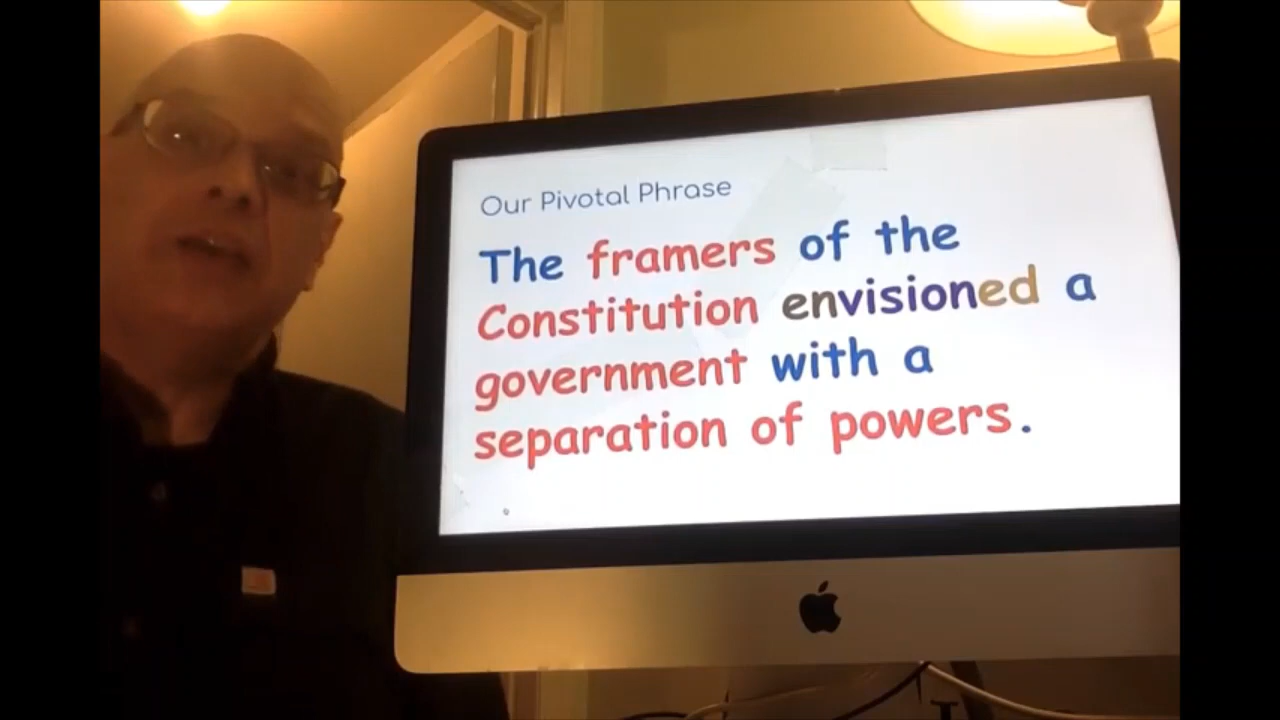 Our Pivotal Phrase
The framers of the
Constitution envisioned a
government with a
separation of powers.